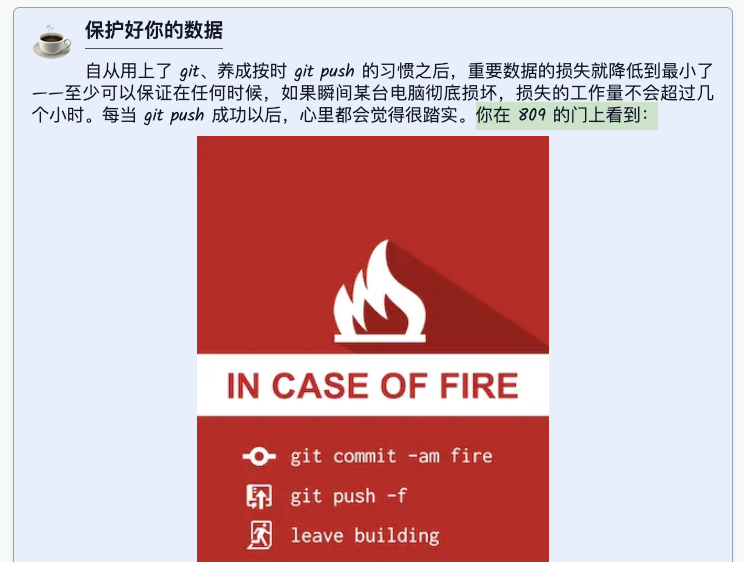 保护好你的数据
自从用上了 git、养成按时 git push 的习惯之后，重要数据的损失就降低到最小了
——至少可以保证在任何时候，如果瞬间某台电脑彻底损坏，损失的工作量不会超过几
个小时。每当 git push 成功以后，心里都会觉得很踏实。你在 809 的门上看到：
IN CASE OF FIRE
git commit -am fire
git push -f
leave building